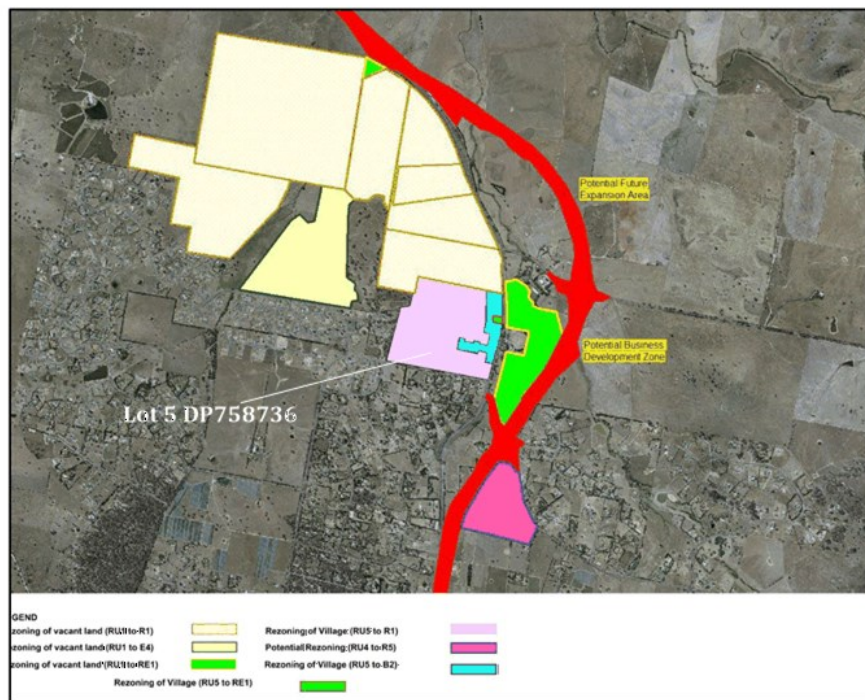 Potential Future
Expansion Area
Potential Business
Development Zone
Lot 5 DP758736
GEND
zoning of vacant land (RU1 to R1)
Rezoning of Village (RU5 to R1)
zoning of vacant land (RU1 to E4)
Potential Rezoning (RU4 to R5)
zoning of vacant land (RU1 to RE1)
Rezoning of Village (RU5 to B2)
Rezoning of Village (RU5 to RE1)